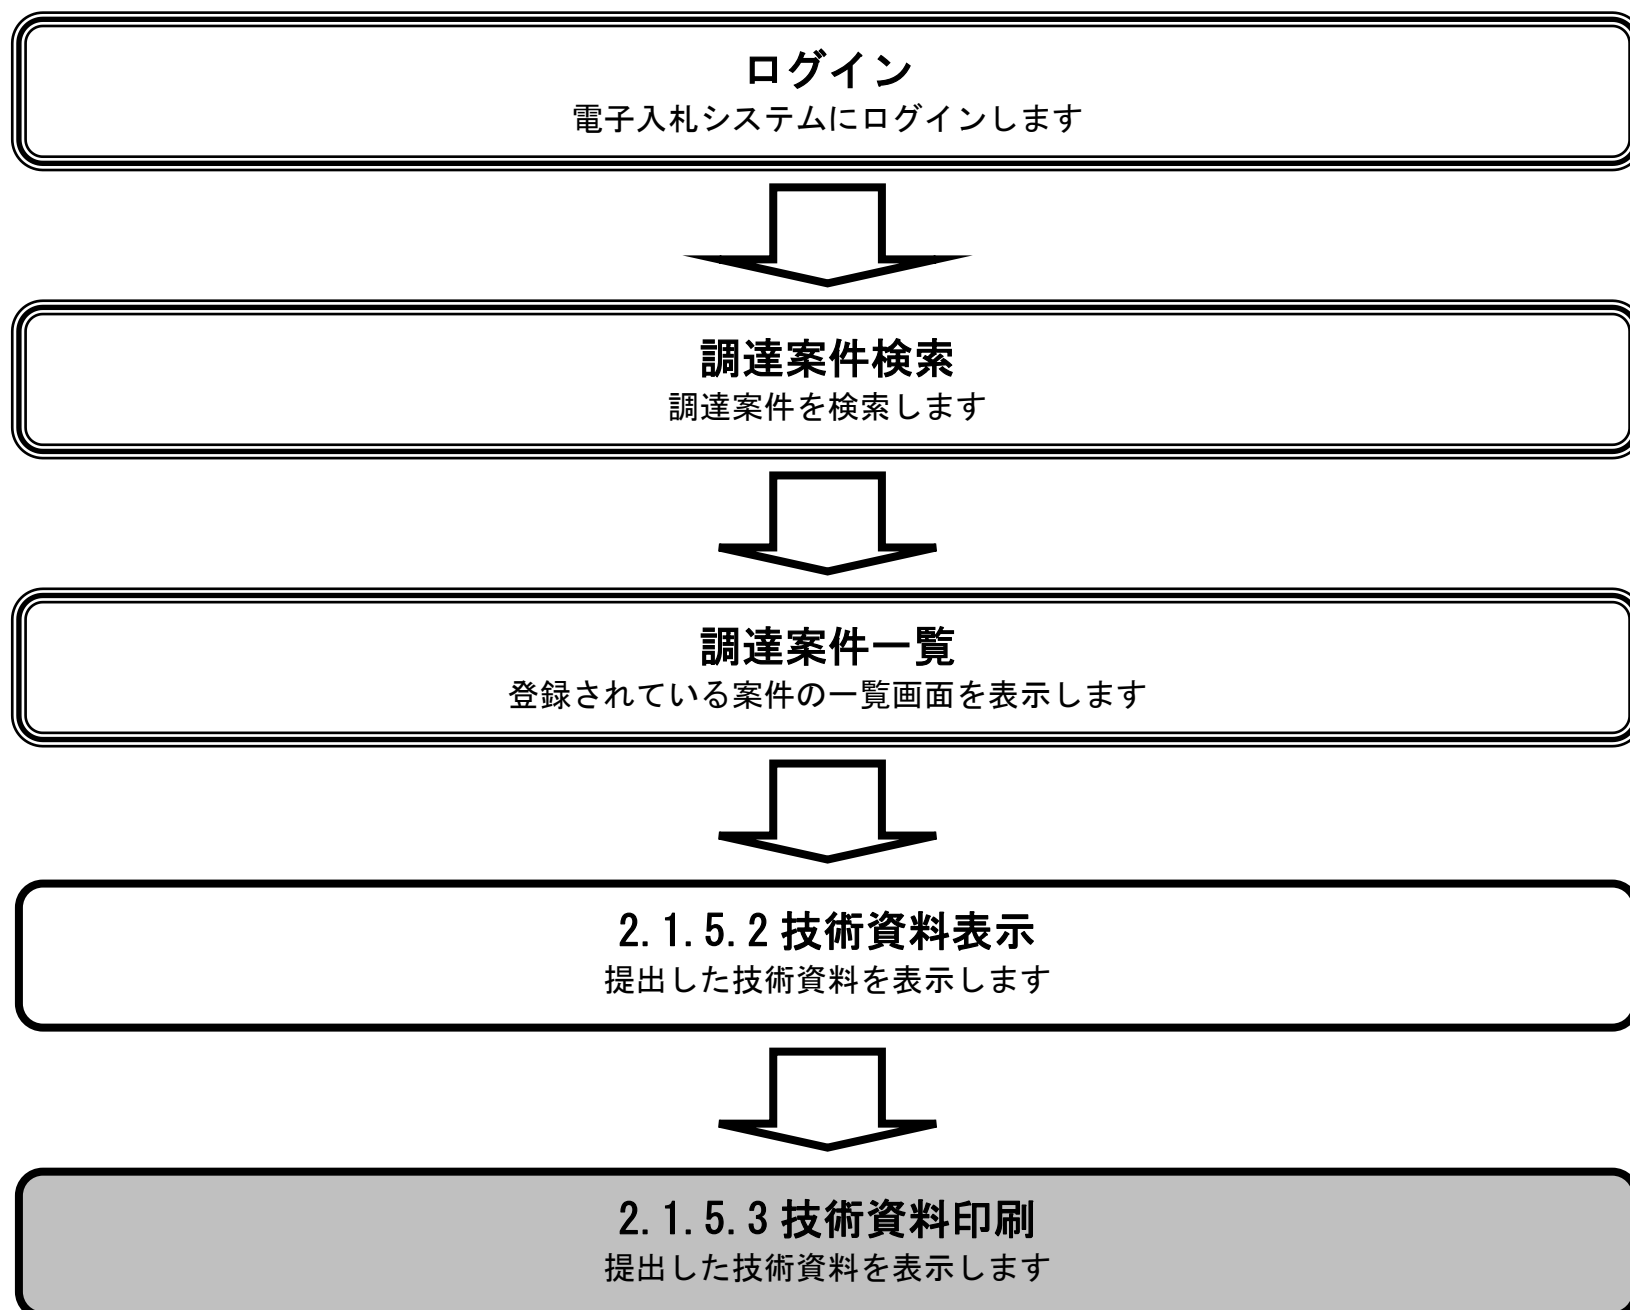 ログイン
電子入札システムにログインします
調達案件検索
調達案件を検索します
調達案件一覧
登録されている案件の一覧画面を表示します
2.1.5.2技術資料表示
提出した技術資料を表示します
2.1.5.3技術資料印刷
提出した技術資料を表示します